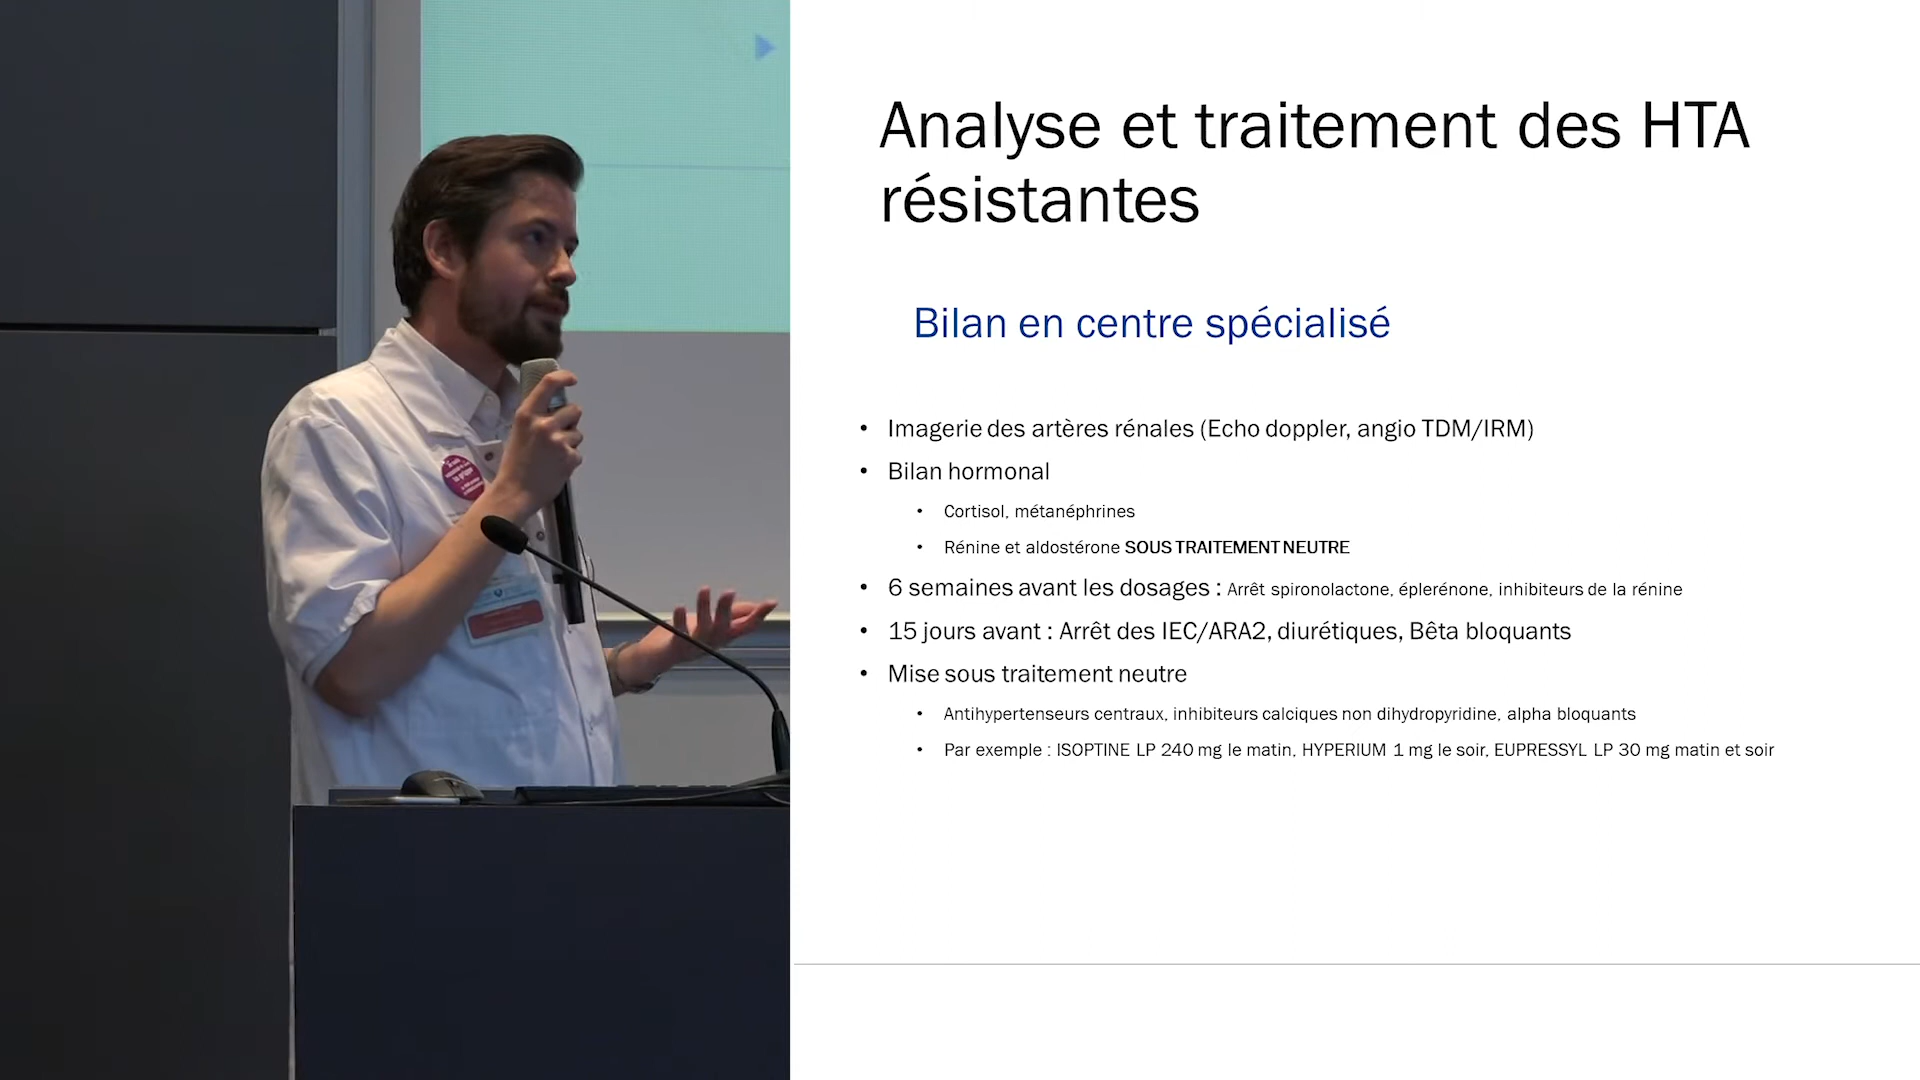 Analyse et traitement des HTA
résistantes
Bilan en centre spécialisé
• Imagerie des artères rénales (Echo doppler, angio TDM/IRM)
• Bilan hormonal
• Cortisol, métanéphrines
• Rénine et aldostérone SOUS TRAITEMENT NEUTRE
• 6 semaines avant les dosages : Arrêt spironolactone, éplerénone, inhibiteurs de la rénine
• 15 jours avant : Arrêt des IEC/ARA2, diurétiques, Bêta bloquants
• Mise sous traitement neutre
• Antihypertenseurs centraux, inhibiteurs calciques non dihydropyridine, alpha bloquants
• Par exemple : ISOPTINE LP 240 mg le matin, HYPERIUM 1 mg le soir, EUPRESSYL LP 30 mg matin et soir